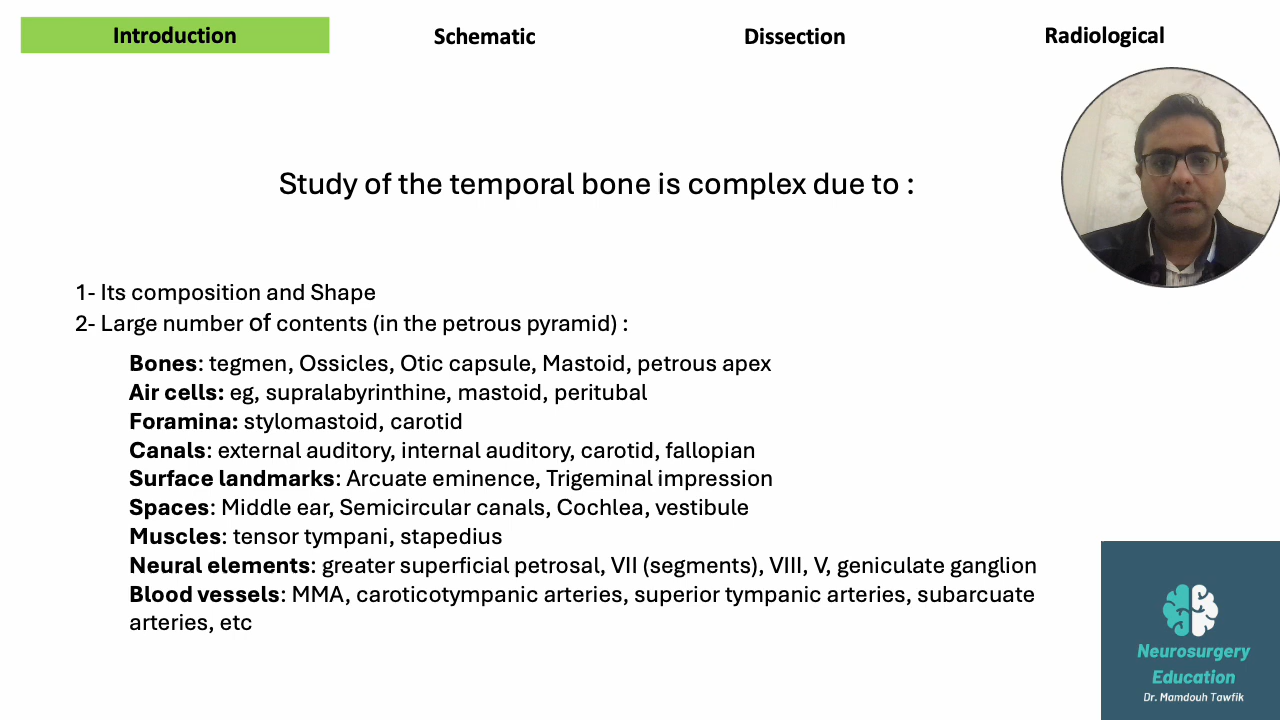 Introduction
Schematic
Dissection
Radiological
Study of the temporal bone is complex due to :
1- Its composition and Shape
2- Large number of contents (in the petrous pyramid) :
Bones: tegmen, Ossicles, Otic capsule, Mastoid, petrous apex
Air cells: eg, supralabyrinthine, mastoid, peritubal
Foramina: stylomastoid, carotid
Canals: external auditory, internal auditory, carotid, fallopian
Surface landmarks: Arcuate eminence, Trigeminal impression
Spaces: Middle ear, Semicircular canals, Cochlea, vestibule
Muscles: tensor tympani, stapedius
Neural elements: greater superficial petrosal, VII (segments), VIII, V, geniculate ganglion
Blood vessels: MMA, caroticotympanic arteries, superior tympanic arteries, subarcuate
arteries, etc
Neurosurgery
Education
Dr. Mamdouh Tawfik